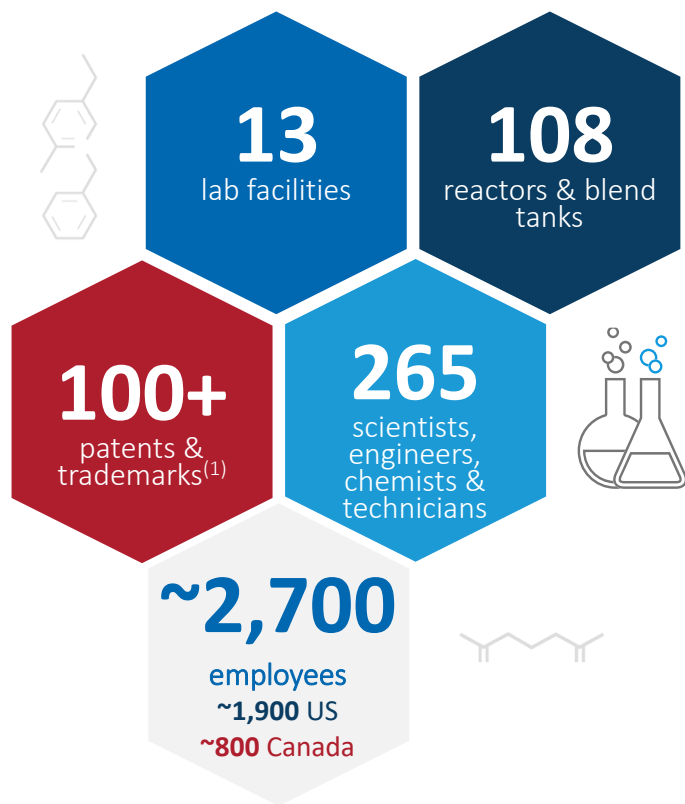 13
lab facilities
108
reactors & blend
tanks
100+
patents &
trademarks(1)
265
scientists,
engineers,
chemists &
technicians
~2,700
employees
~1,900 US
~800 Canada